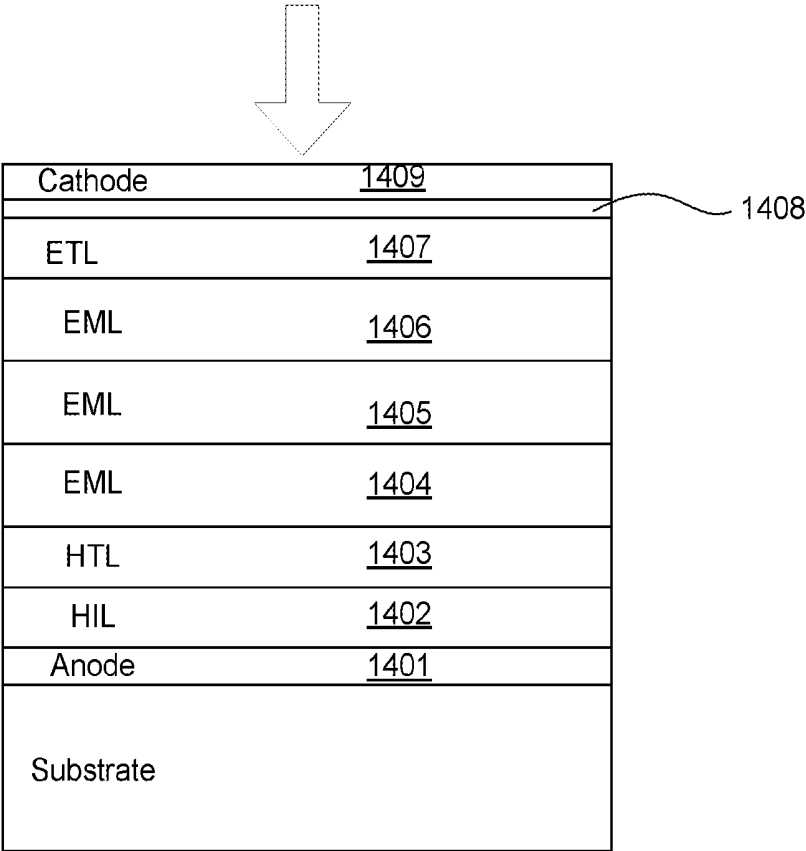 Cathode 1409
1408
ETL 1407
EML 1406
EML 1405
EML 1404
HTL 1403
HIL 1402
Anode 1401
Substrate